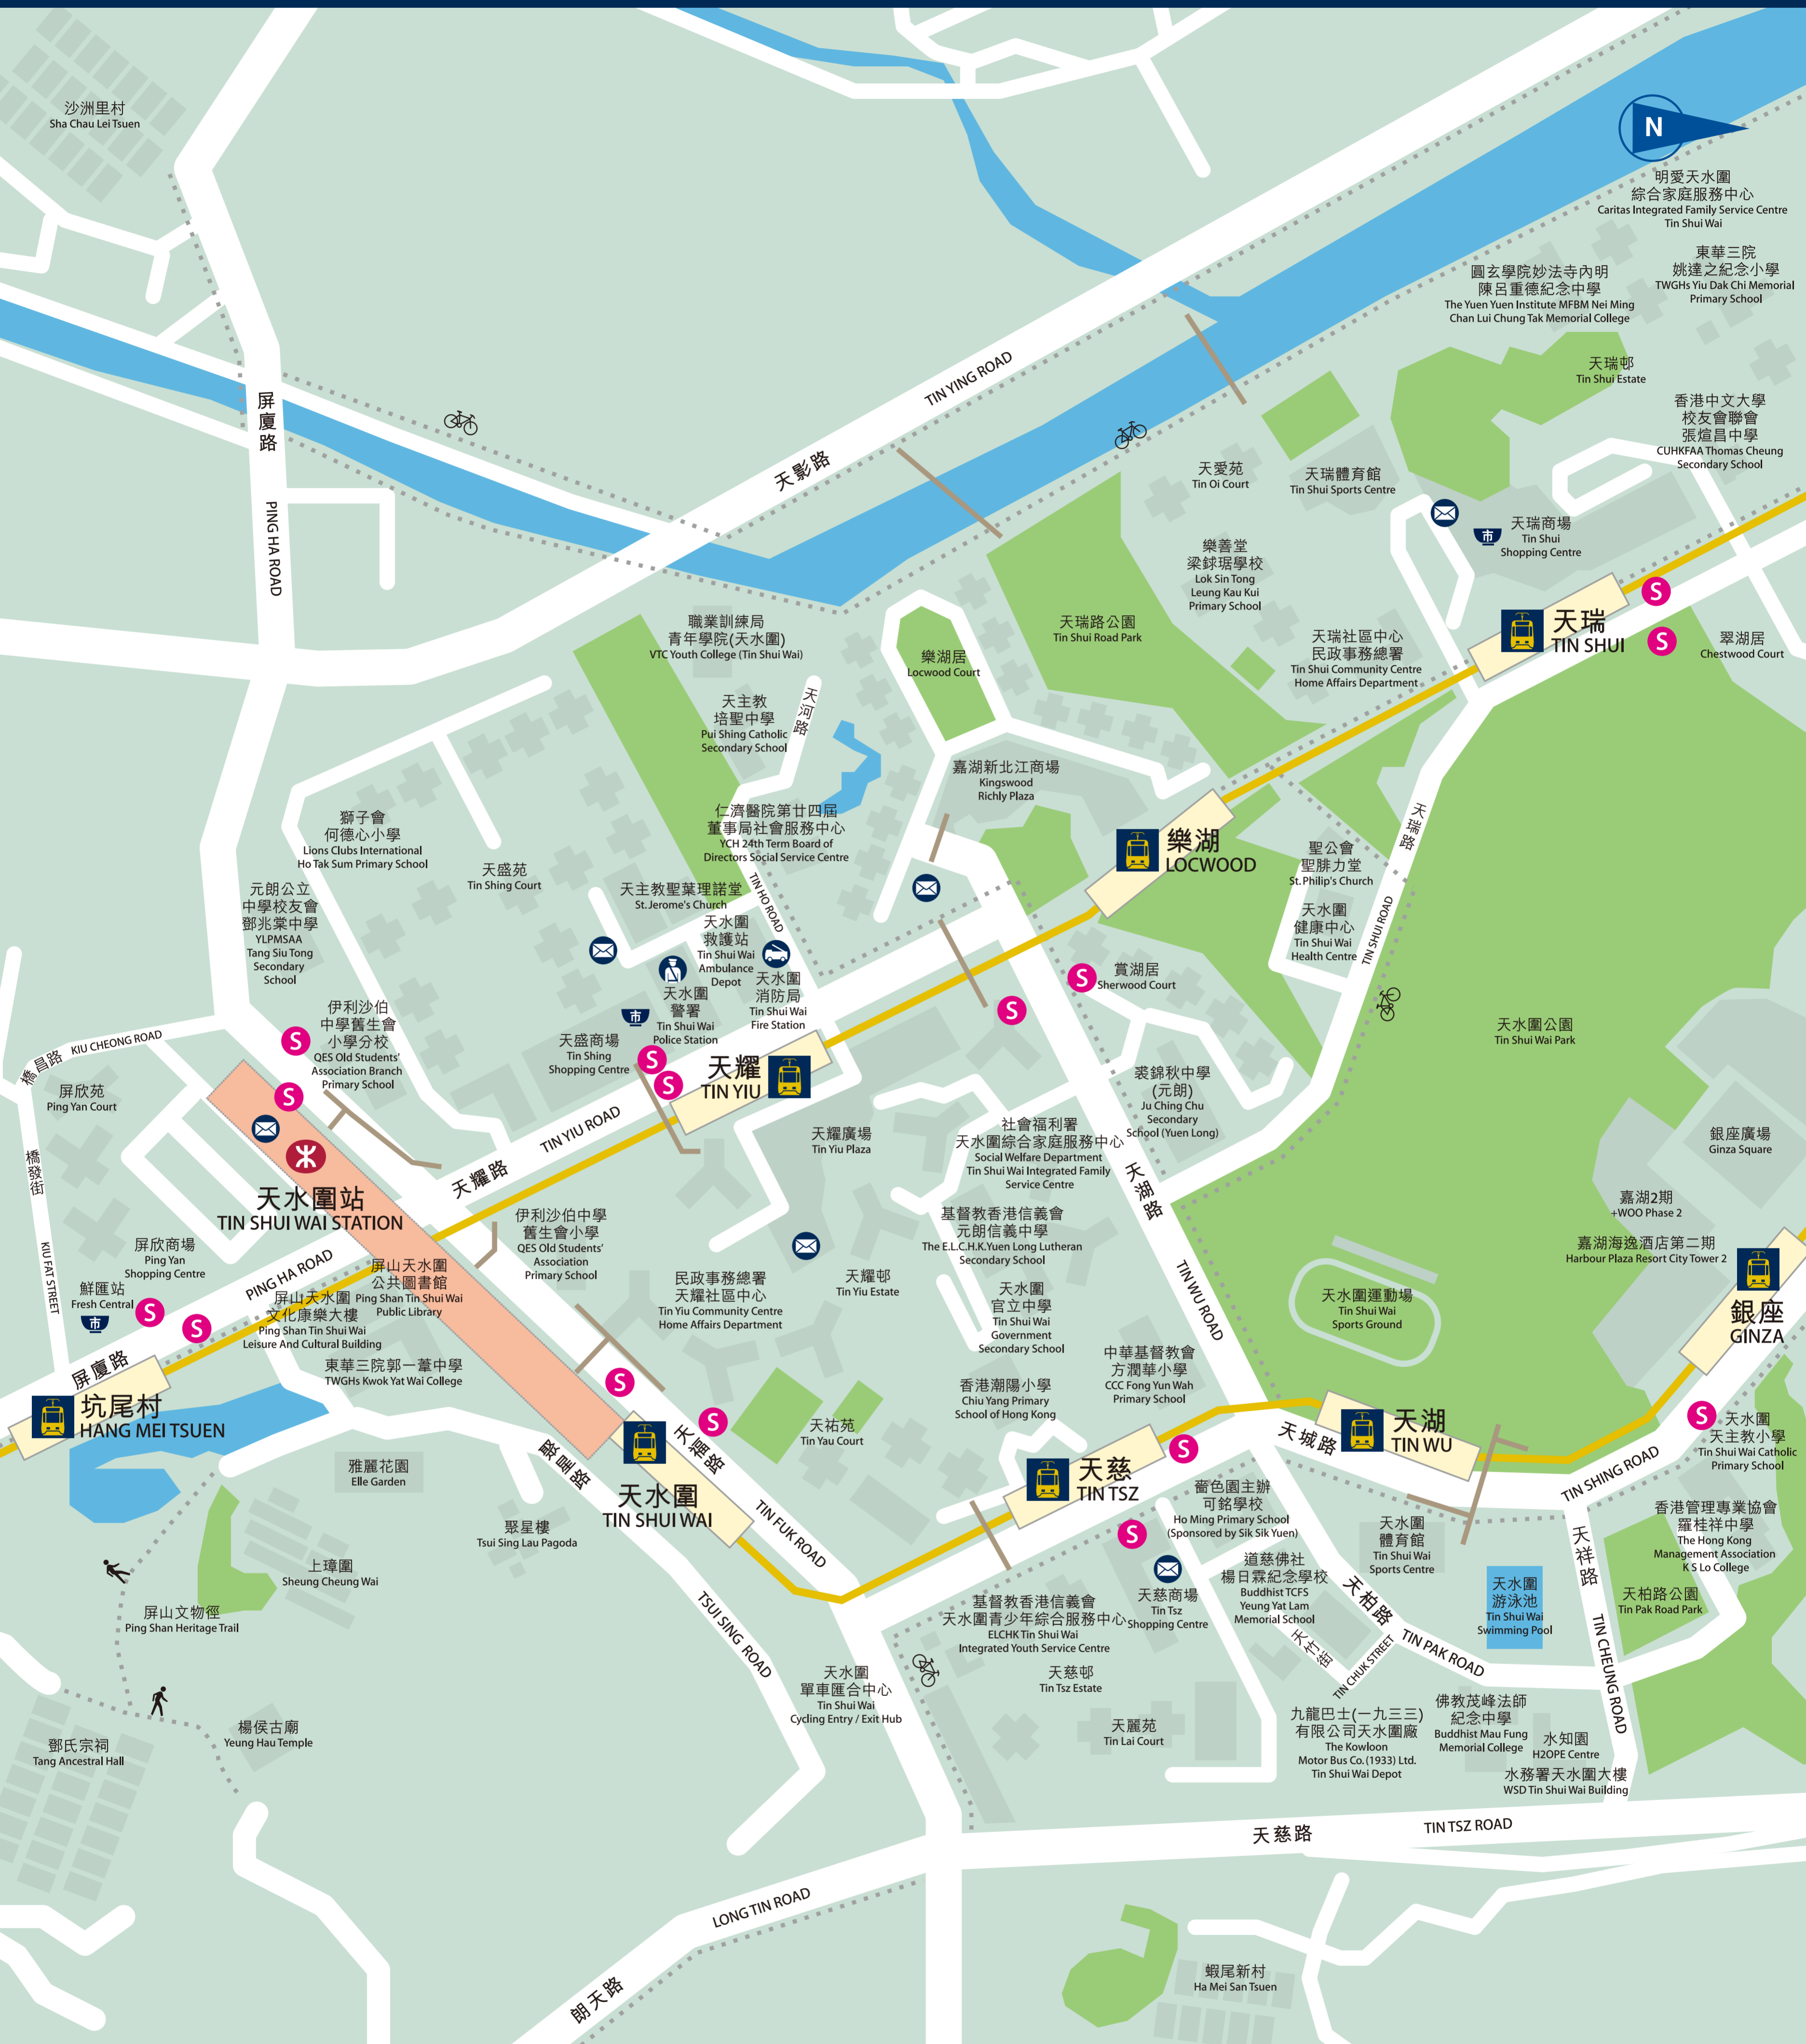 N
沙洲里村
Sha Chau Lei Tsuen
明愛天水圍
綜合家庭服務中心
Caritas Integrated Family Service Centre
Tin Shui Wai
東華三院
姚達之紀念小學
TWGHs Yiu Dak Chi Memorial
Primary School
圓玄學院妙法寺內明
陳呂重德紀念中學
The Yuen Yuen Institute MFBM Nei Ming
Chan Lui Chung Tak Memorial College
天瑞邨
Tin Shui Estate
香港中文大學
校友會聯會
張煊昌中學
CUHKFAA Thomas Cheung
Secondary School
屏廈路
PING HA ROAD
天影路
TIN YING ROAD
天愛苑
Tin Oi Court
天瑞體育館
Tin Shui Sports Centre
市
天瑞商場
Tin Shui
Shopping Centre
樂善堂
梁銶琚學校
Lok Sin Tong
Leung Kau Kui
Primary School
天瑞路公園
Tin Shui Road Park
天瑞社區中心
民政事務總署
Tin Shui Community Centre
Home Affairs Department
天瑞
TIN SHUI
S
S
翠湖居
Chestwood Court
職業訓練局
青年學院(天水圍)
VTC Youth College (Tin Shui Wai)
天主教
培聖中學
Pui Shing Catholic
Secondary School
天河路
TIN HO ROAD
樂湖居
Locwood Court
嘉湖新北江商場
Kingswood
Richly Plaza
樂湖
LOCWOOD
仁濟醫院第廿四屆
董事局社會服務中心
YCH 24th Term Board of
Directors Social Service Centre
獅子會
何德心小學
Lions Clubs International
Ho Tak Sum Primary School
天盛苑
Tin Shing Court
天主教聖葉理諾堂
St. Jerome's Church
天水圍
救護站
Tin Shui Wai
Ambulance
Depot
天水圍
消防局
Tin Shui Wai
Fire Station
天水圍
警署
Tin Shui Wai
Police Station
市
天盛商場
Tin Shing
Shopping Centre
S
S
天耀
TIN YIU
元朗公立
中學校友會
鄧兆棠中學
YLPMSAA
Tang Siu Tong
Secondary
School
伊利沙伯
中學舊生會
小學分校
QES Old Students'
Association Branch
Primary School
S
S
橋昌路
KIU CHEONG ROAD
屏欣苑
Ping Yan Court
橋發街
KIU FAT STREET
天水圍站
TIN SHUI WAI STATION
天耀路
TIN YIU ROAD
聖公會
聖腓力堂
St. Philip's Church
天水圍
健康中心
Tin Shui Wai
Health Centre
天瑞路
TIN SHUI ROAD
天水圍公園
Tin Shui Wai Park
S
賞湖居
Sherwood Court
S
裘錦秋中學
(元朗)
Ju Ching Chu
Secondary
School (Yuen Long)
天耀廣場
Tin Yiu Plaza
社會福利署
天水圍綜合家庭服務中心
Social Welfare Department
Tin Shui Wai Integrated Family
Service Centre
天湖路
TIN WU ROAD
銀座廣場
Ginza Square
嘉湖2期
+WOO Phase 2
嘉湖海逸酒店第二期
Harbour Plaza Resort City Tower 2
銀座
GINZA
基督教香港信義會
元朗信義中學
The E.L.C.H.K.Yuen Long Lutheran
Secondary School
天水圍
官立中學
Tin Shui Wai
Government
Secondary School
天水圍運動場
Tin Shui Wai
Sports Ground
伊利沙伯中學
舊生會小學
QES Old Students'
Association
Primary School
天耀邨
Tin Yiu Estate
民政事務總署
天耀社區中心
Tin Yiu Community Centre
Home Affairs Department
屏欣商場
Ping Yan
Shopping Centre
鮮匯站
Fresh Central
市
S
S
PING HA ROAD
屏廈路
屏山天水圍
公共圖書館
Ping Shan Tin Shui Wai
Public Library
屏山天水圍
文化康樂大樓
Ping Shan Tin Shui Wai
Leisure And Cultural Building
東華三院郭一葦中學
TWGHs Kwok Yat Wai College
坑尾村
HANG MEI TSUEN
S
S
天福路
TIN FUK ROAD
天祐苑
Tin Yau Court
香港潮陽小學
Chiu Yang Primary
School of Hong Kong
中華基督教會
方潤華小學
CCC Fong Yun Wah
Primary School
天慈
TIN TSZ
S
S
天城路
TIN SHING ROAD
天湖
TIN WU
S
天水圍
天主教小學
Tin Shui Wai Catholic
Primary School
雅麗花園
Elle Garden
聚星路
TSUI SING ROAD
天水圍
TIN SHUI WAI
聚星樓
Tsui Sing Lau Pagoda
上璋圍
Sheung Cheung Wai
屏山文物徑
Ping Shan Heritage Trail
嗇色園主辦
可銘學校
Ho Ming Primary School
(Sponsored by Sik Sik Yuen)
道慈佛社
楊日霖紀念學校
Buddhist TCFS
Yeung Yat Lam
Memorial School
天慈商場
Tin Tsz
Shopping Centre
基督教香港信義會
天水圍青少年綜合服務中心
ELCHK Tin Shui Wai
Integrated Youth Service Centre
天慈邨
Tin Tsz Estate
天麗苑
Tin Lai Court
天水圍
體育館
Tin Shui Wai
Sports Centre
天水圍
游泳池
Tin Shui Wai
Swimming Pool
天祥路
TIN CHEUNG ROAD
香港管理專業協會
羅桂祥中學
The Hong Kong
Management Association
K S Lo College
天柏路公園
Tin Pak Road Park
天柏路
TIN PAK ROAD
天竹街
TIN CHUK STREET
天水圍
單車匯合中心
Tin Shui Wai
Cycling Entry / Exit Hub
九龍巴士(一九三三)
有限公司天水圍廠
The Kowloon
Motor Bus Co. (1933) Ltd.
Tin Shui Wai Depot
佛教茂峰法師
紀念中學
Buddhist Mau Fung
Memorial College
水知園
H2OPE Centre
水務署天水圍大樓
WSD Tin Shui Wai Building
楊侯古廟
Yeung Hau Temple
鄧氏宗祠
Tang Ancestral Hall
天慈路
TIN TSZ ROAD
LONG TIN ROAD
朗天路
蝦尾新村
Ha Mei San Tsuen